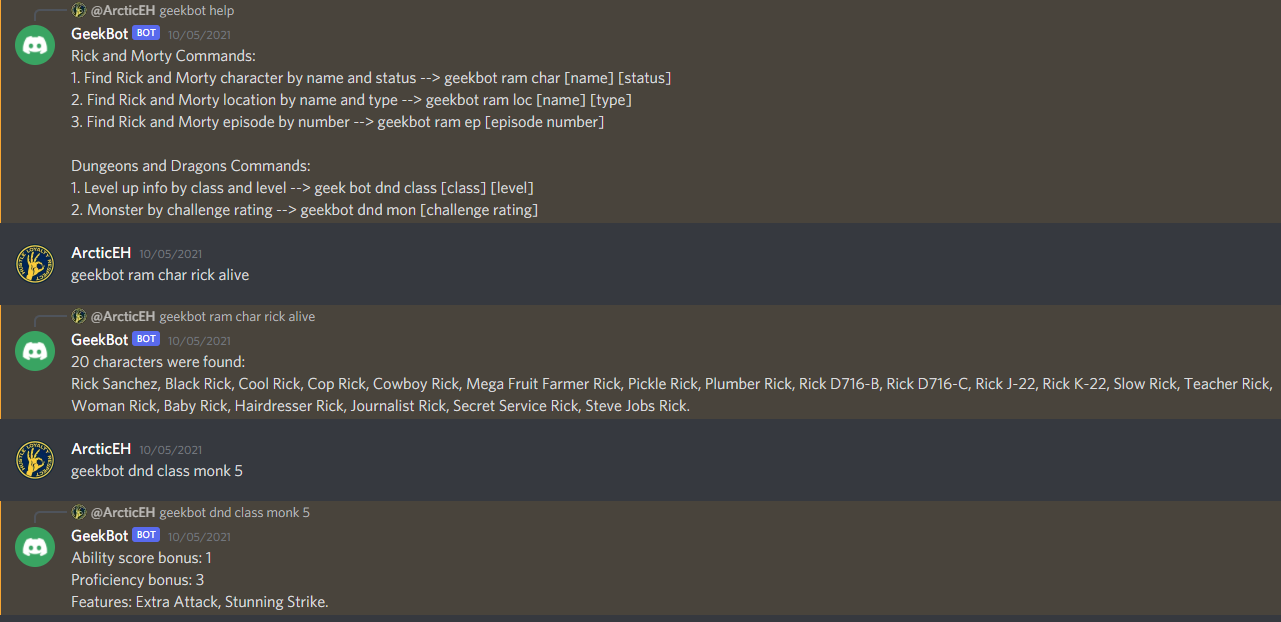 @ArcticEH geekbot help
GeekBot BOT 10/05/2021
Rick and Morty Commands:
1. Find Rick and Morty character by name and status --> geekbot ram char [name] [status]
2. Find Rick and Morty location by name and type --> geekbot ram loc [name] [type]
3. Find Rick and Morty episode by number --> geekbot ram ep [episode number]
Dungeons and Dragons Commands:
1. Level up info by class and level --> geek bot dnd class [class] [level]
2. Monster by challenge rating --> geekbot dnd mon [challenge rating]
ArcticEH 10/05/2021
geekbot ram char rick alive
@ArcticEH geekbot ram char rick alive
GeekBot BOT 10/05/2021
20 characters were found:
Rick Sanchez, Black Rick, Cool Rick, Cop Rick, Cowboy Rick, Mega Fruit Farmer Rick, Pickle Rick, Plumber Rick, Rick D716-B, Rick D716-C, Rick J-22, Rick K-22, Slow Rick, Teacher Rick,
Woman Rick, Baby Rick, Hairdresser Rick, Journalist Rick, Secret Service Rick, Steve Jobs Rick.
ArcticEH 10/05/2021
geekbot dnd class monk 5
@ArcticEH geekbot dnd class monk 5
GeekBot BOT 10/05/2021
Ability score bonus: 1
Proficiency bonus: 3
Features: Extra Attack, Stunning Strike.